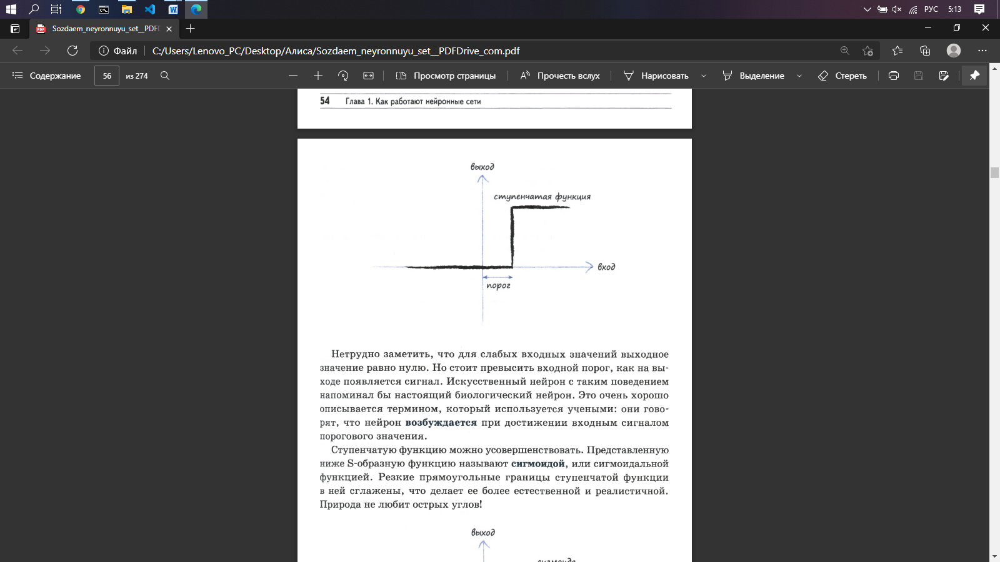 РУС
5:13
Sozdaem_neyronnuyu_set__PDFD
Файл
C:/Users/Lenovo_PC/Desktop/Алиса/Sozdaem_neyronnuyu_set__PDFDrive_com.pdf
Содержание
56
из 274
Просмотр страницы
Прочесть вслух
Нарисовать
Выделение
Стереть
54 Глава 1. Как работают нейронные сети
выход
ступенчатая функция
вход
порог
Нетрудно заметить, что для слабых входных значений выходное
значение равно нулю. Но стоит превысить входной порог, как на вы-
ходе появляется сигнал. Искусственный нейрон с таким поведением
напоминал бы настоящий биологический нейрон. Это очень хорошо
описывается термином, который используется учеными: они гово-
рят, что нейрон возбуждается при достижении входным сигналом
порогового значения.
Ступенчатую функцию можно усовершенствовать. Представленную
ниже S-образную функцию называют сигмоидой, или сигмоидальной
функцией. Резкие прямоугольные границы ступенчатой функции
в ней сглажены, что делает ее более естественной и реалистичной.
Природа не любит острых углов!
выход